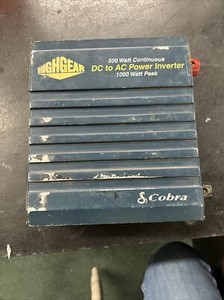 HIGHGEAR
500 Watt Continuous
DC to AC Power Inverter
1000 Watt Peak
Cobra